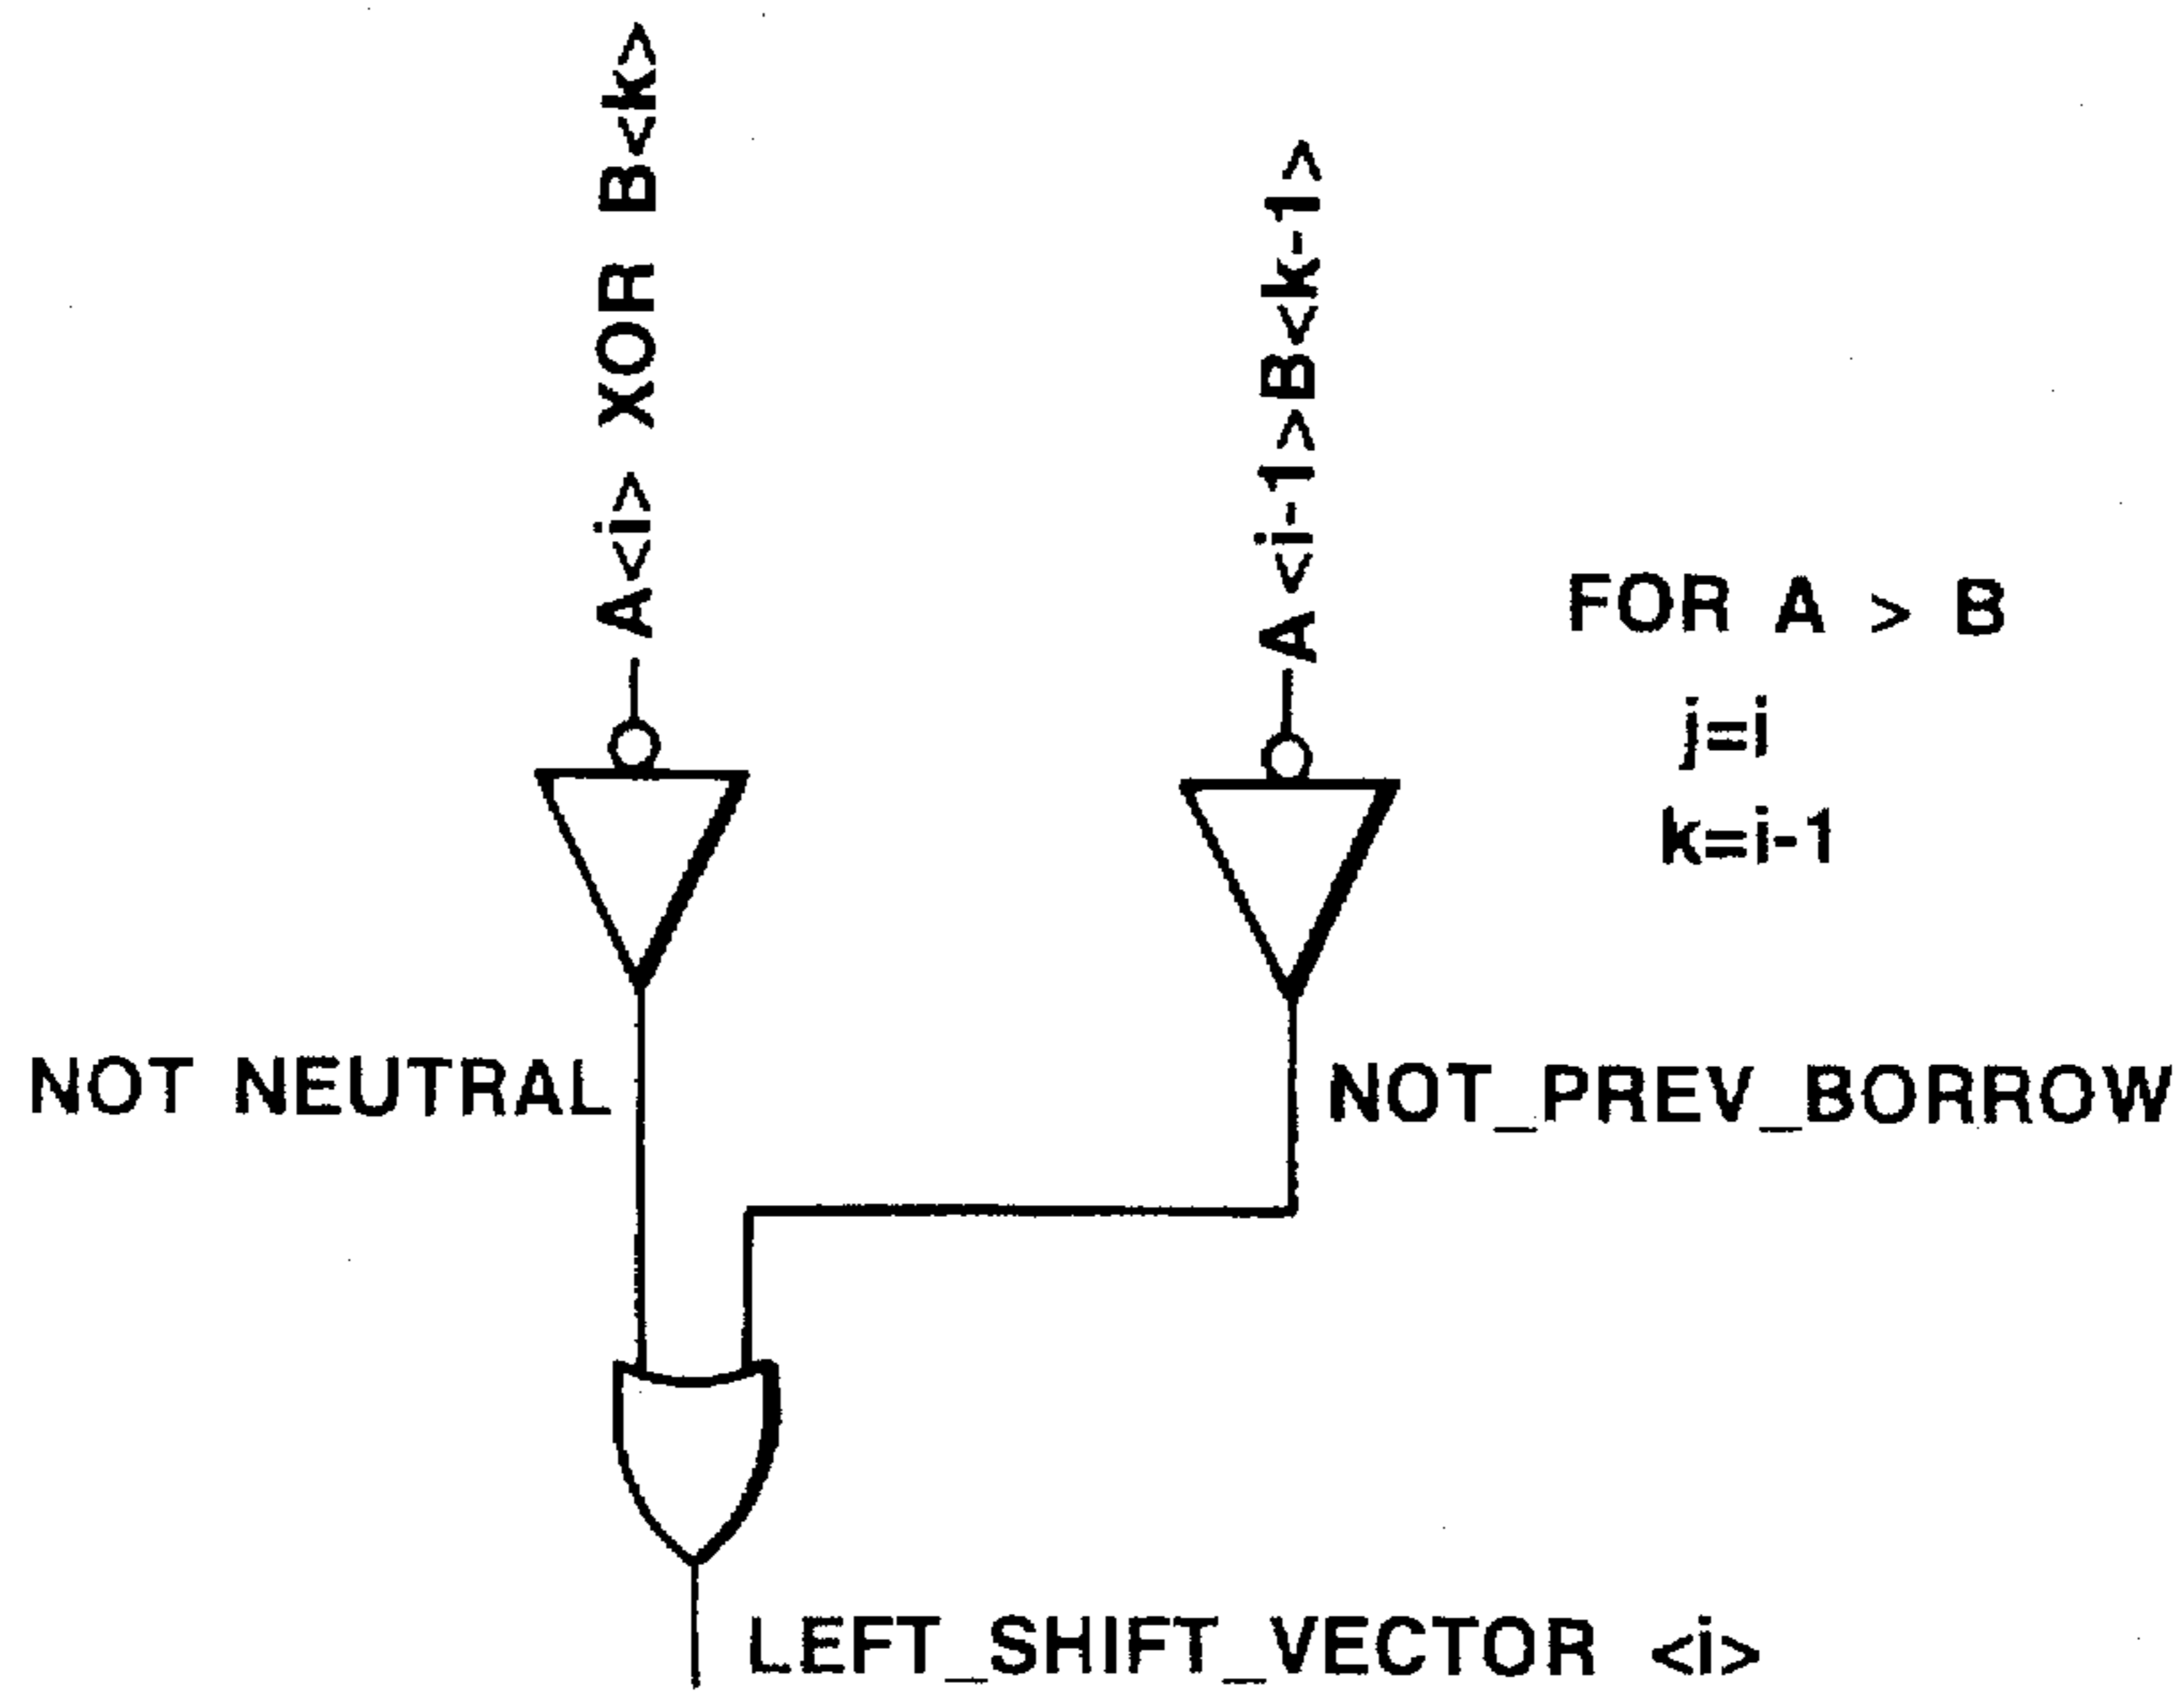 A<i> XOR B<k>
A<i-1>B<k-1>
FOR A > B
j=i
k=i-1
NOT NEUTRAL
NOT_PREV_BORROW
LEFT_SHIFT_VECTOR <i>